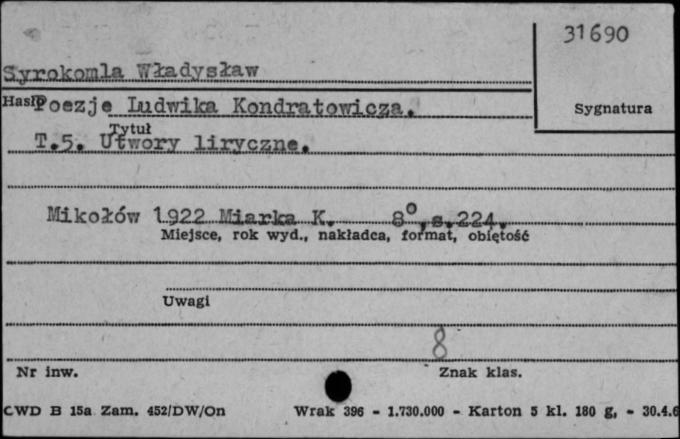 31690
Syrokomla Władysław
Hasło Poezje Ludwika Kondratowicza. Sygnatura
Tytuł
T.5. Utwory liryczne.
Mikołów 1922 Miarka K. 8°, s.224.
Miejsce, rok wyd., nakładca, format, objętość
Uwagi
8
Nr inw. Znak klas.
CWD B 15a Zam. 452/DW/On Wrak 396 - 1.730.000 - Karton 5 kl. 180 g, - 30.4.6